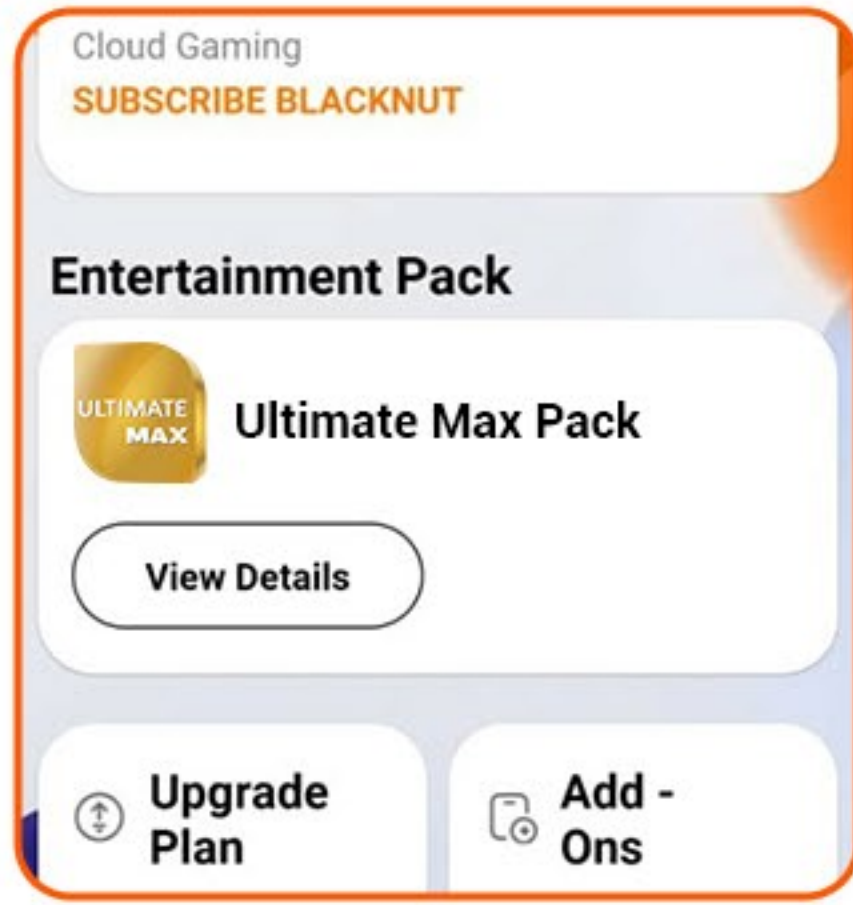 Cloud Gaming
SUBSCRIBE BLACKNUT
Entertainment Pack
ULTIMATE
MAX
Ultimate Max Pack
View Details
Upgrade
Plan
Add -
Ons